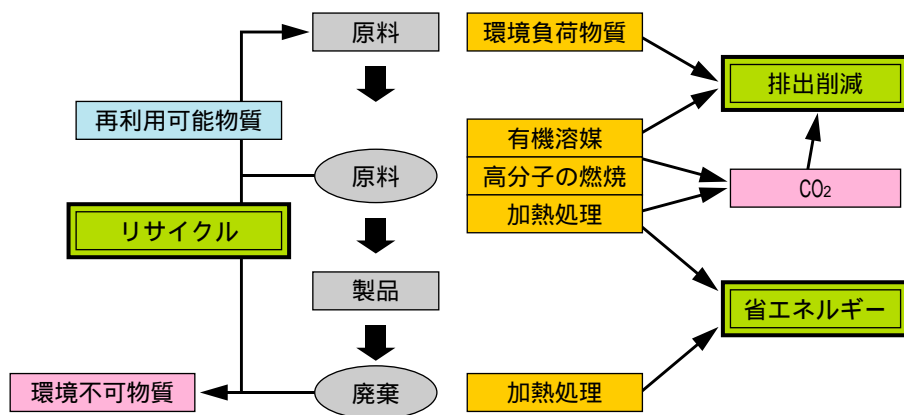 原料
環境負荷物質
排出削減
再利用可能物質
有機溶媒
原料
高分子の燃焼
CO₂
リサイクル
加熱処理
製品
省エネルギー
環境不可物質
廃棄
加熱処理